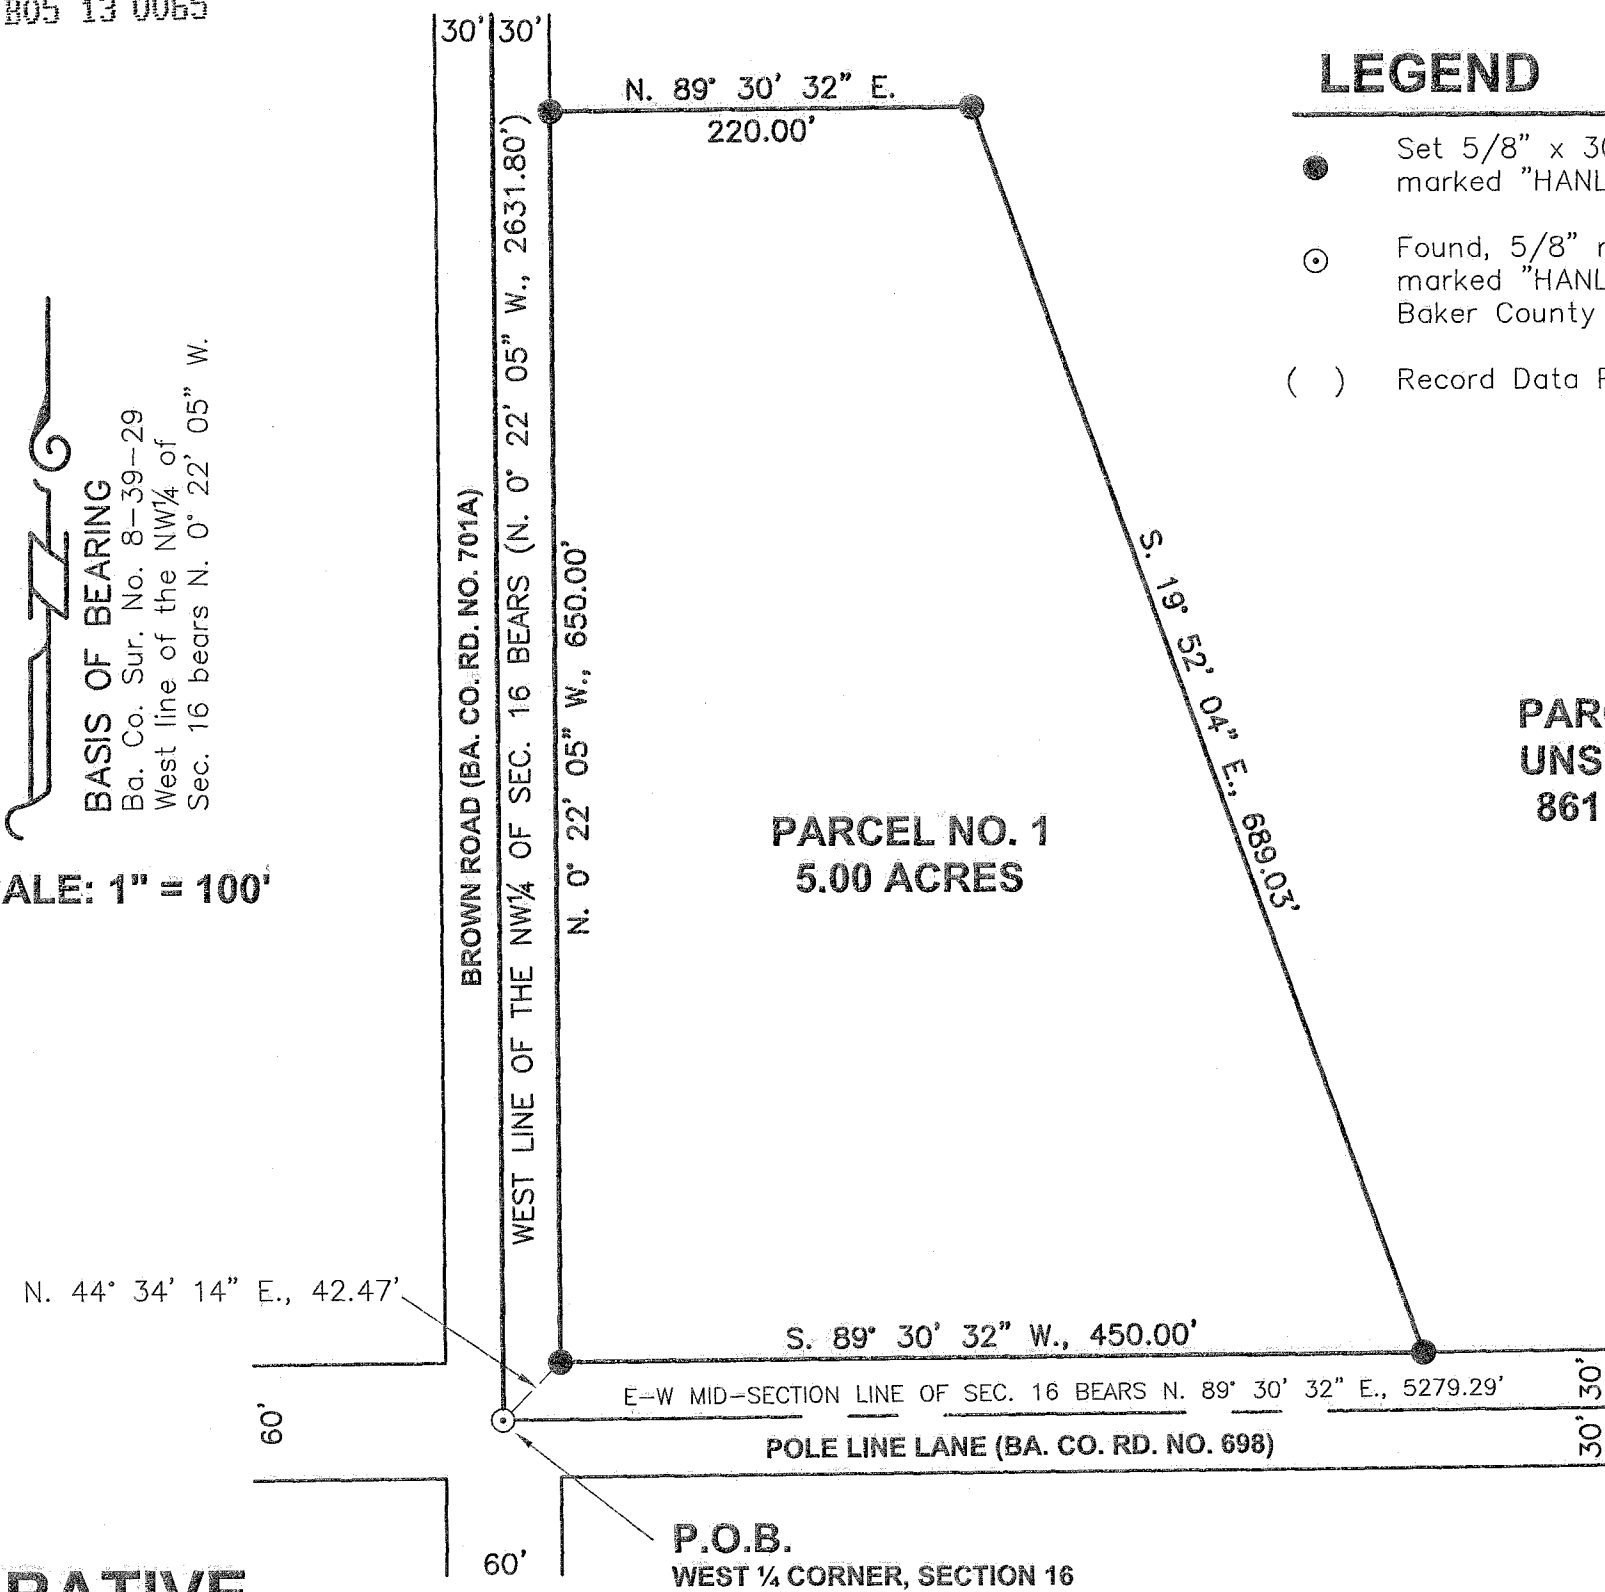 B05 13 0065
30' 30'
N. 89° 30' 32" E.
220.00'
LEGEND
Set 5/8" x
marked "HANL
Found, 5/8"
marked "HANL
Baker County
( ) Record Data
BASIS OF BEARING
Ba. Co. Sur. No. 8-39-29
West line of the NW¼ of
Sec. 16 bears N. 0° 22' 05" W.
ALE: 1" = 100'
BROWN ROAD (BA. CO. RD. NO. 701A)
WEST LINE OF THE NW¼ OF SEC. 16 BEARS (N. 0° 22' 05" W., 2631.80')
N. 0° 22' 05" W., 650.00'
S. 19° 52' 04" E., 689.03'
PARCEL NO. 1
5.00 ACRES
PAR
UNS
861
N. 44° 34' 14" E., 42.47'
S. 89° 30' 32" W., 450.00'
E-W MID-SECTION LINE OF SEC. 16 BEARS N. 89° 30' 32" E., 5279.29'
30"
30"
60'
POLE LINE LANE (BA. CO. RD. NO. 698)
P.O.B.
WEST ¼ CORNER, SECTION 16
60'
RATIVE